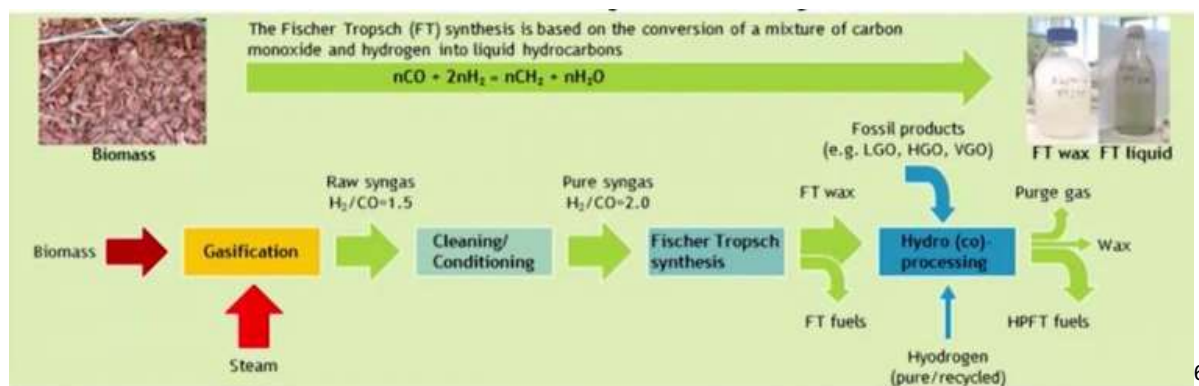 The Fischer Tropsch (FT) synthesis is based on the conversion of a mixture of carbon
monoxide and hydrogen into liquid hydrocarbons
nCO + 2nH₂ = nCH₂ + nH₂O
Biomass
Fossil products
(e.g. LGO, HGO, VGO)
FT wax FT liquid
Raw syngas
H₂/CO=1.5
Pure syngas
H₂/CO=2.0
FT wax
Purge gas
Biomass
Gasification
Cleaning/
Conditioning
Fischer Tropsch
synthesis
Hydro (co)-
processing
Wax
FT fuels
HPFT fuels
Steam
Hyodrogen
(pure/recycled)